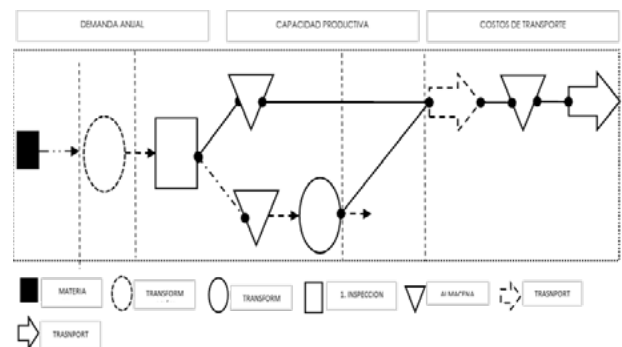 DEMANDA ANUAL
CAPACIDAD PRODUCTIVA
COSTOS DE TRANSPORTE
MATERIA
TRANSFORM
TRANSFORM
1. INSPECCION
ALMACENA
TRASNPORT
TRASNPORT